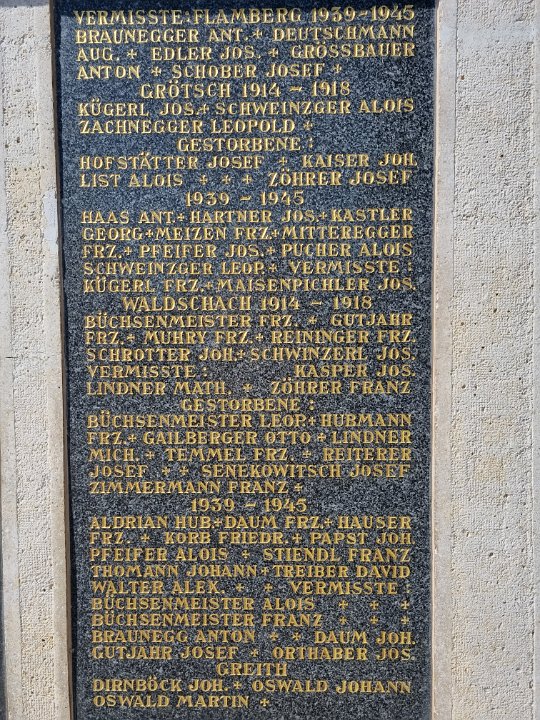 VERMISSTE: FLAMBERG 1939-1945
BRAUNEGGER ANT. + DEUTSCHMANN
AUG. + EDLER JOS. + GRÖSSBAUER
ANTON + SCHOBER JOSEF +
GRÖTSCH 1914 - 1918
KÜGERL JOS.+SCHWEINZGER ALOIS
ZACHNEGGER LEOPOLD +
GESTORBENE:
HOFSTÄTTER JOSEF + KAISER JOH.
LIST ALOIS + + + ZÖHRER JOSEF
1939 - 1945
HAAS ANT.+HARTNER JOS.+KASTLER
GEORG+MEIZEN FRZ.+MITTEREGGER
FRZ.+PFEIFER JOS.+PUCHER ALOIS
SCHWEINZGER LEOP.+ VERMISSTE:
KÜGERL FRZ.+MAISENPICHLER JOS.
WALDSCHACH 1914 - 1918
BÜCHSENMEISTER FRZ. + GUTJAHR
FRZ.+ MUHRY FRZ.+REININGER FRZ.
SCHROTTER JOH.+SCHWINZERL JOS.
VERMISSTE: KASPER JOS.
LINDNER MATH. + ZÖHRER FRANZ
GESTORBENE:
BÜCHSENMEISTER LEOP.+HUBMANN
FRZ.+GAILBERGER OTTO+LINDNER
MICH. + TEMMEL FRZ. + REITERER
JOSEF + + SENEKOWITSCH JOSEF
ZIMMERMANN FRANZ +
1939 - 1945
ALDRIAN HUB.+DAUM FRZ.+HAUSER
FRZ. + KORB FRIEDR.+PAPST JOH.
PFEIFER ALOIS + STIENDL FRANZ
THOMANN JOHANN+TREIBER DAVID
WALTER ALEX. + + VERMISSTE:
BÜCHSENMEISTER ALOIS + + +
BÜCHSENMEISTER FRANZ + + +
BRAUNEGG ANTON + + DAUM JOH.
GUTJAHR JOSEF + ORTHABER JOS.
GREITH
DIRNBÖCK JOH. + OSWALD JOHANN
OSWALD MARTIN +